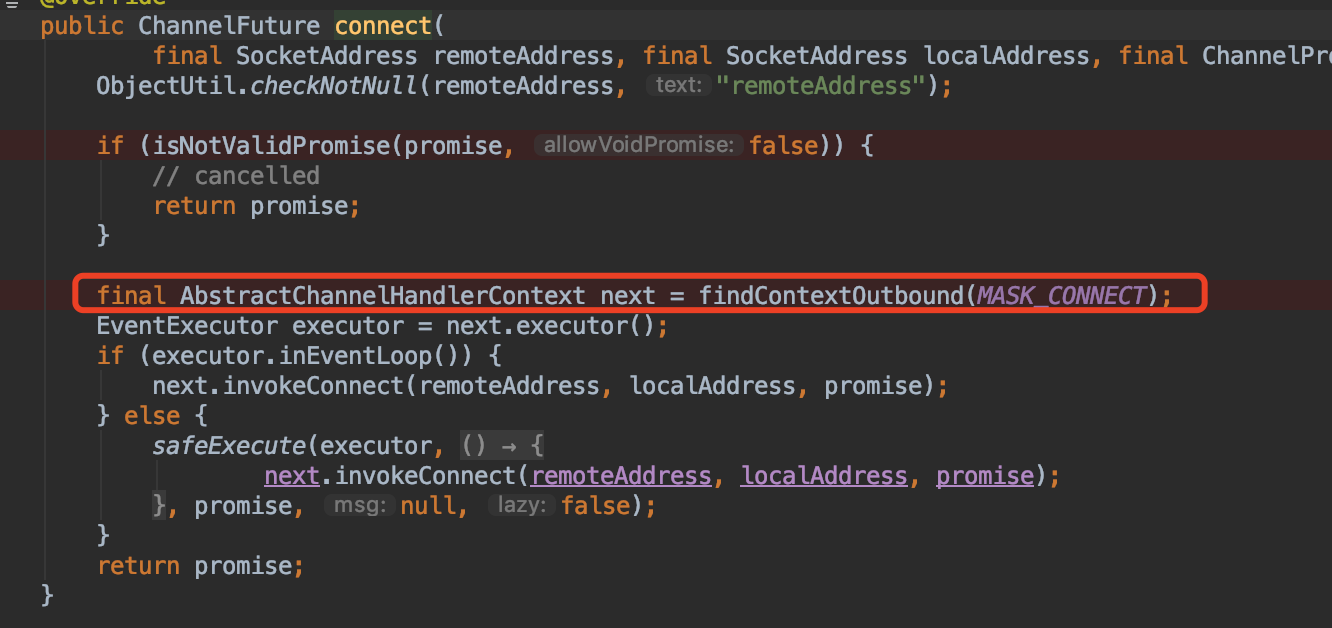 @Override
public ChannelFuture connect(
final SocketAddress remoteAddress, final SocketAddress localAddress, final ChannelPro
ObjectUtil.checkNotNull(remoteAddress, text: "remoteAddress");
if (isNotValidPromise(promise, allowVoidPromise: false)) {
// cancelled
return promise;
}
final AbstractChannelHandlerContext next = findContextOutbound(MASK_CONNECT);
EventExecutor executor = next.executor();
if (executor.inEventLoop()) {
next.invokeConnect(remoteAddress, localAddress, promise);
} else {
safeExecute(executor, () → {
next.invokeConnect(remoteAddress, localAddress, promise);
}, promise, msg: null, lazy: false);
}
return promise;
}